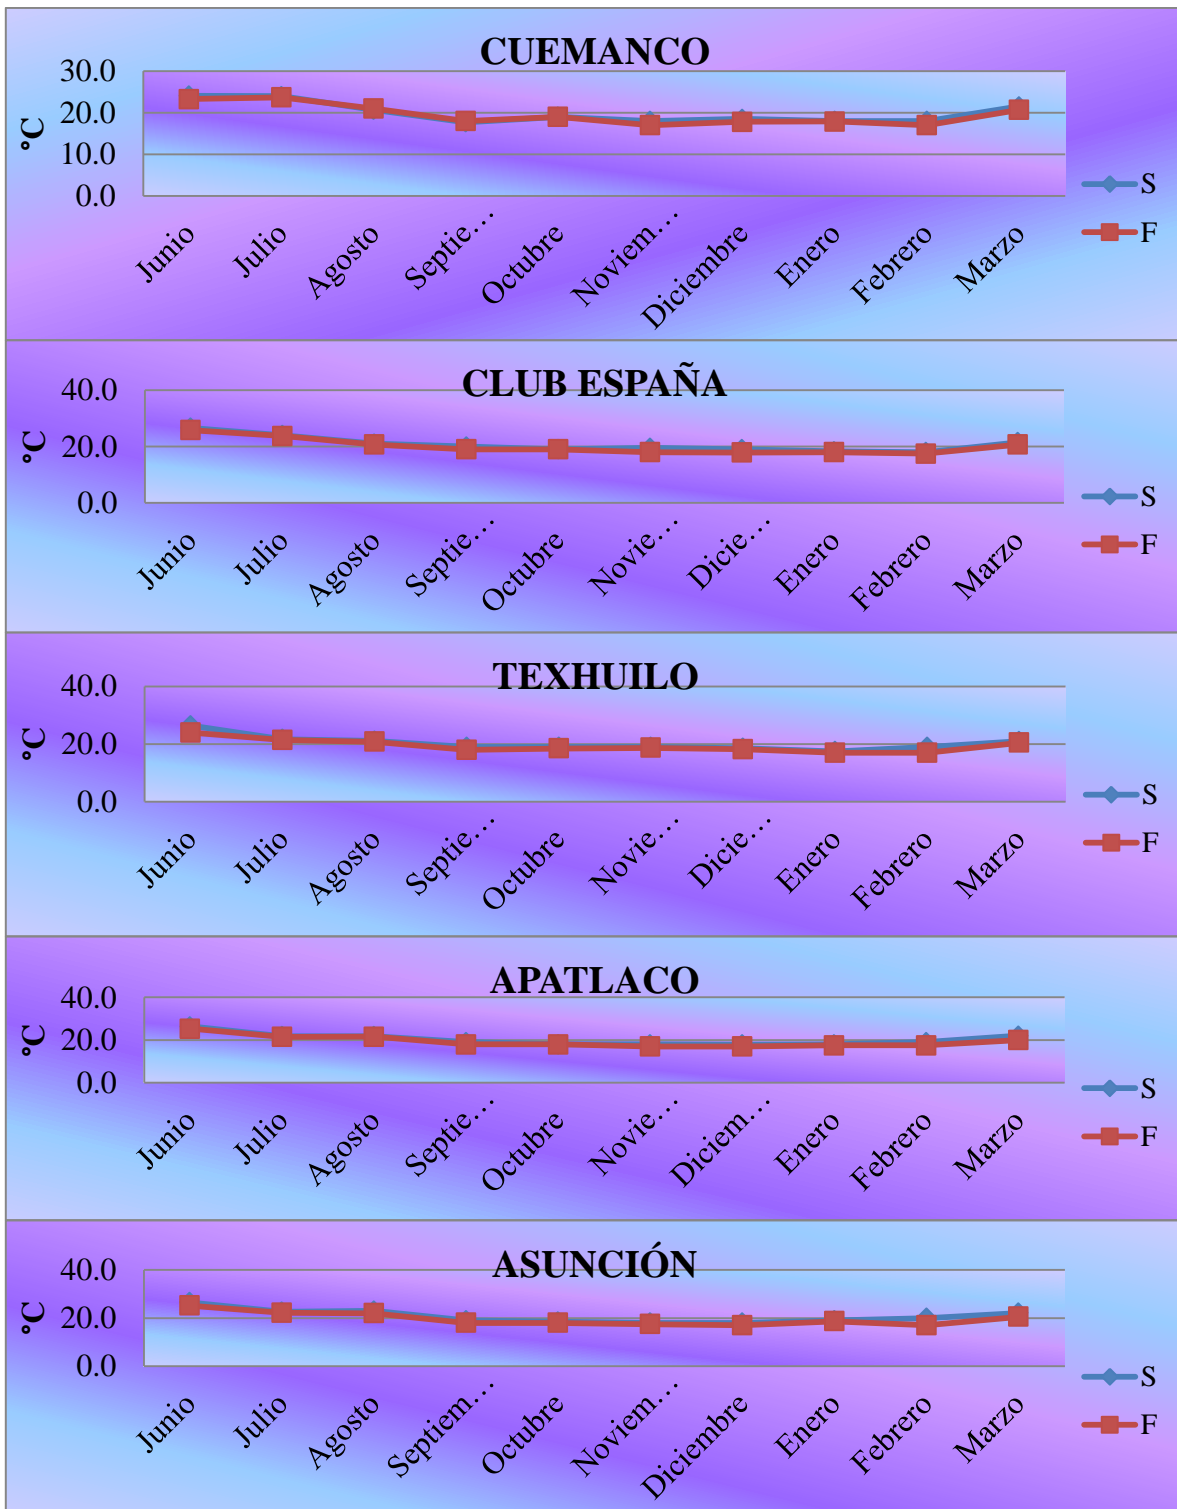 CUEMANCO
30.0
20.0
10.0
0.0
°C
Junio
Julio
Agosto
Septie…
Octubre
Noviem…
Diciembre
Enero
Febrero
Marzo
S
F
CLUB ESPAÑA
40.0
20.0
0.0
°C
Junio
Julio
Agosto
Septie…
Octubre
Novie…
Dicie…
Enero
Febrero
Marzo
S
F
TEXHUILO
40.0
20.0
0.0
°C
Junio
Julio
Agosto
Septie…
Octubre
Novie…
Dicie…
Enero
Febrero
Marzo
S
F
APATLACO
40.0
20.0
0.0
°C
Junio
Julio
Agosto
Septie…
Octubre
Novie…
Diciem…
Enero
Febrero
Marzo
S
F
ASUNCIÓN
40.0
20.0
0.0
°C
Junio
Julio
Agosto
Septiem…
Octubre
Noviem…
Diciembre
Enero
Febrero
Marzo
S
F